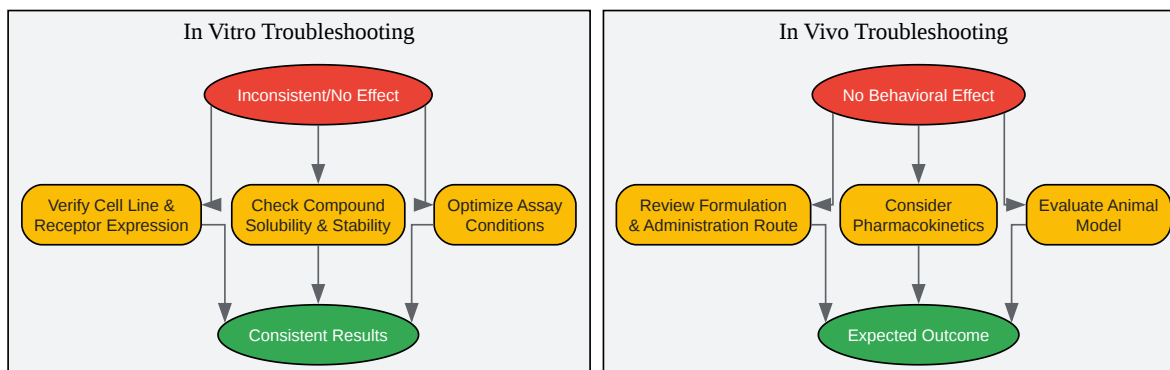 In Vitro Troubleshooting
Inconsistent/No Effect
Verify Cell Line &
Receptor Expression
Check Compound
Solubility & Stability
Optimize Assay
Conditions
Consistent Results
In Vivo Troubleshooting
No Behavioral Effect
Review Formulation
& Administration Route
Consider
Pharmacokinetics
Evaluate Animal
Model
Expected Outcome